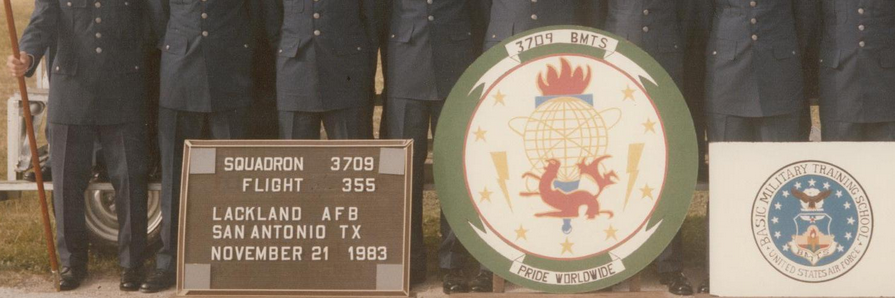 SQUADRON 3709
FLIGHT 355
LACKLAND AFB
SAN ANTONIO TX
NOVEMBER 21 1983
3709 BMTS
PRIDE WORLDWIDE
BASIC MILITARY TRAINING SCHOOL
UNITED STATES AIR FORCE